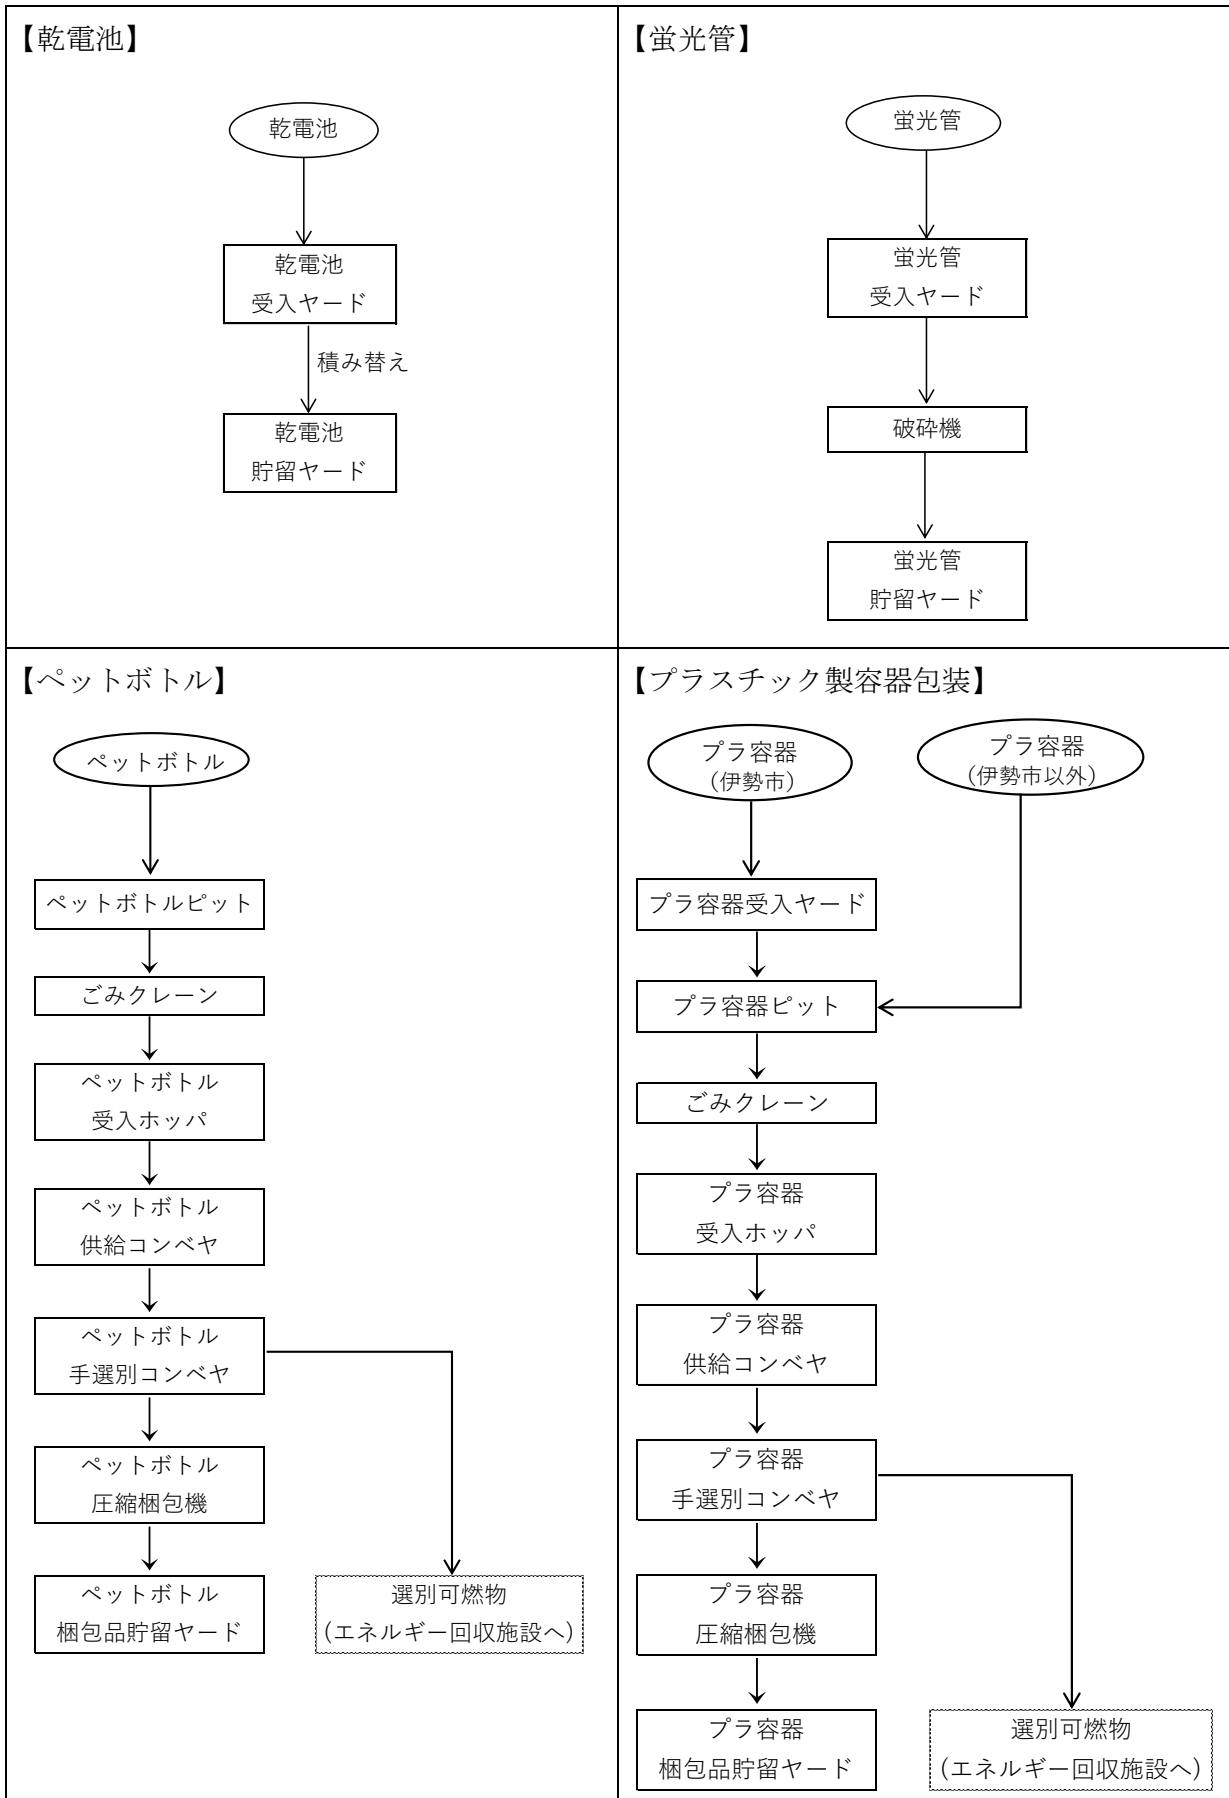 【乾電池】
乾電池
乾電池
受入ヤード
積み替え
乾電池
貯留ヤード
【蛍光管】
蛍光管
蛍光管
受入ヤード
破砕機
蛍光管
貯留ヤード
【ペットボトル】
ペットボトル
ペットボトルピット
ごみクレーン
ペットボトル
受入ホッパ
ペットボトル
供給コンベヤ
ペットボトル
手選別コンベヤ
ペットボトル
圧縮梱包機
ペットボトル
梱包品貯留ヤード
選別可燃物
(エネルギー回収施設へ)
【プラスチック製容器包装】
プラ容器
(伊勢市)
プラ容器
(伊勢市以外)
プラ容器受入ヤード
プラ容器ピット
ごみクレーン
プラ容器
受入ホッパ
プラ容器
供給コンベヤ
プラ容器
手選別コンベヤ
プラ容器
圧縮梱包機
プラ容器
梱包品貯留ヤード
選別可燃物
(エネルギー回収施設へ)